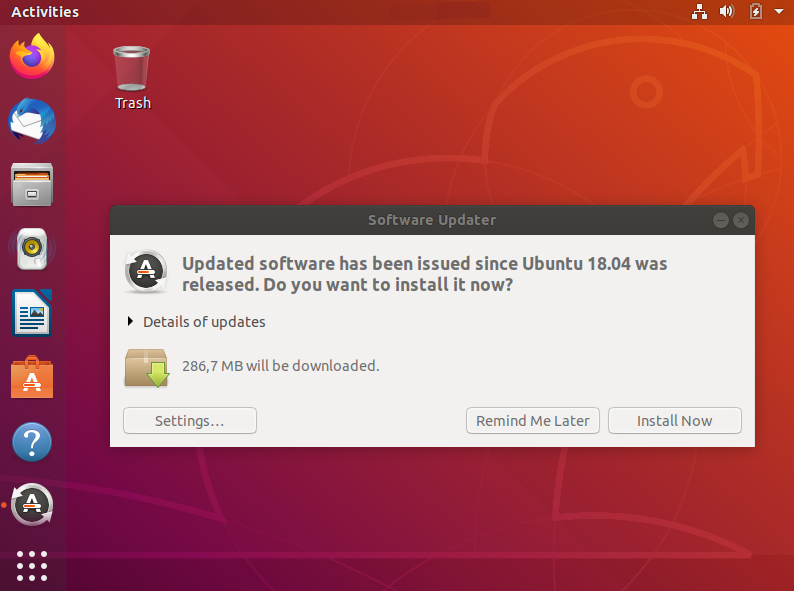 Activities
Trash
Software Updater
Updated software has been issued since Ubuntu 18.04 was
released. Do you want to install it now?
Details of updates
286,7 MB will be downloaded.
Settings…
Remind Me Later
Install Now